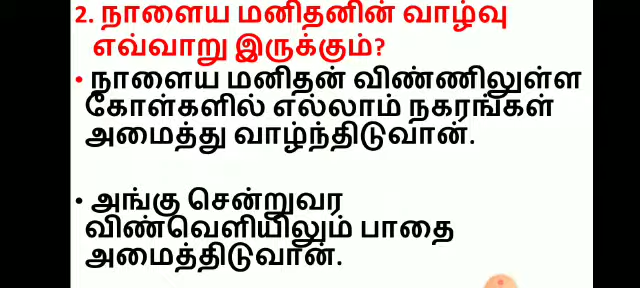 2. நாளைய மனிதனின் வாழ்வு
எவ்வாறு இருக்கும்?
• நாளைய மனிதன் விண்ணிலுள்ள
கோள்களில் எல்லாம் நகரங்கள்
அமைத்து வாழ்ந்திடுவான்.
• அங்கு சென்றுவர
விண்வெளியிலும் பாதை
அமைத்திடுவான்.